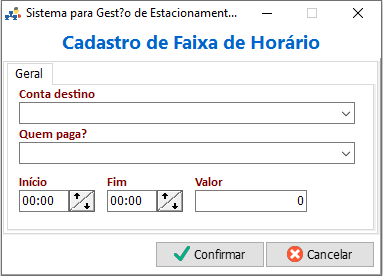 Sistema para Gest?o de Estacionament...
Cadastro de Faixa de Horário
Geral
Conta destino
Quem paga?
Início Fim Valor
00:00 00:00 0
Confirmar Cancelar